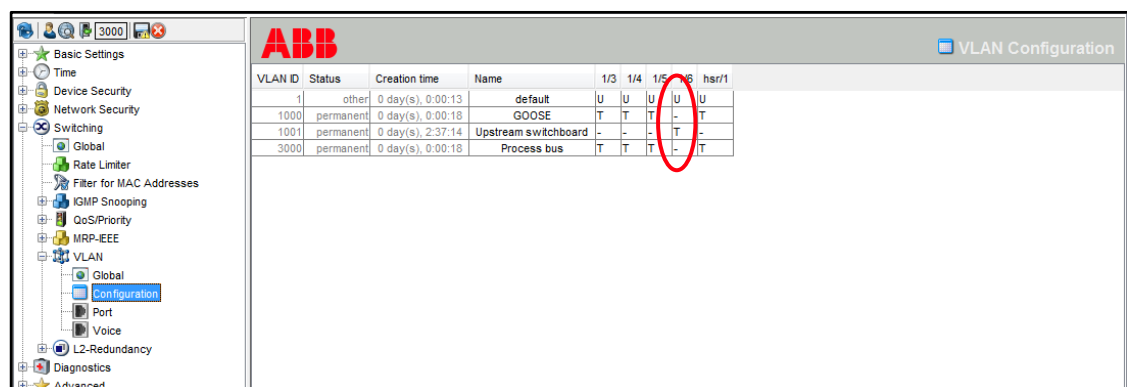 3000
Basic Settings
Time
Device Security
Network Security
Switching
Global
Rate Limiter
Filter for MAC Addresses
IGMP Snooping
QoS/Priority
MRP-IEEE
VLAN
Global
Configuration
Port
Voice
L2-Redundancy
Diagnostics
Advanced
ABB
VLAN Configuration
VLAN ID Status Creation time Name 1/3 1/4 1/5 1/6 hsr/1
1 other 0 day(s), 0:00:13 default U U U U U
1000 permanent 0 day(s), 0:00:18 GOOSE T T T - T
1001 permanent 0 day(s), 2:37:14 Upstream switchboard - - - T -
3000 permanent 0 day(s), 0:00:18 Process bus T T T - T